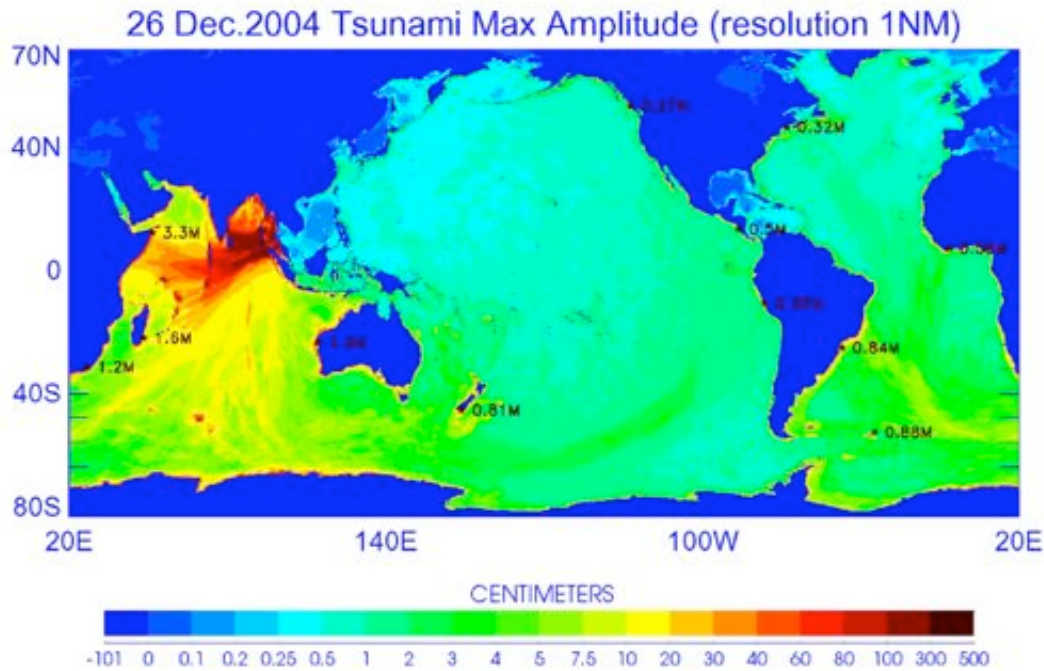 26 Dec.2004 Tsunami Max Amplitude (resolution 1NM)
70N
0.32M
40N
3.3M
0.5M
0
1.6M
0.84M
1.2M
40S
0.81M
0.88M
80S
20E 140E 100W 20E
CENTIMETERS
-101 0 0.1 0.2 0.25 0.5 1 2 3 4 5 7.5 10 20 30 40 60 80 100 300 500